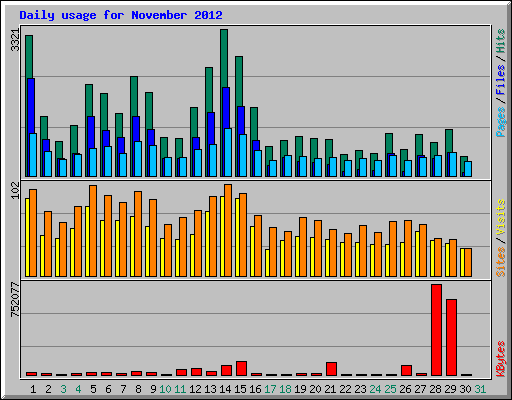 Daily usage for November 2012
3321
Pages / Files / Hits
102
Sites / Visits
752077
KBytes
1 2 3 4 5 6 7 8 9 10 11 12 13 14 15 16 17 18 19 20 21 22 23 24 25 26 27 28 29 30 31